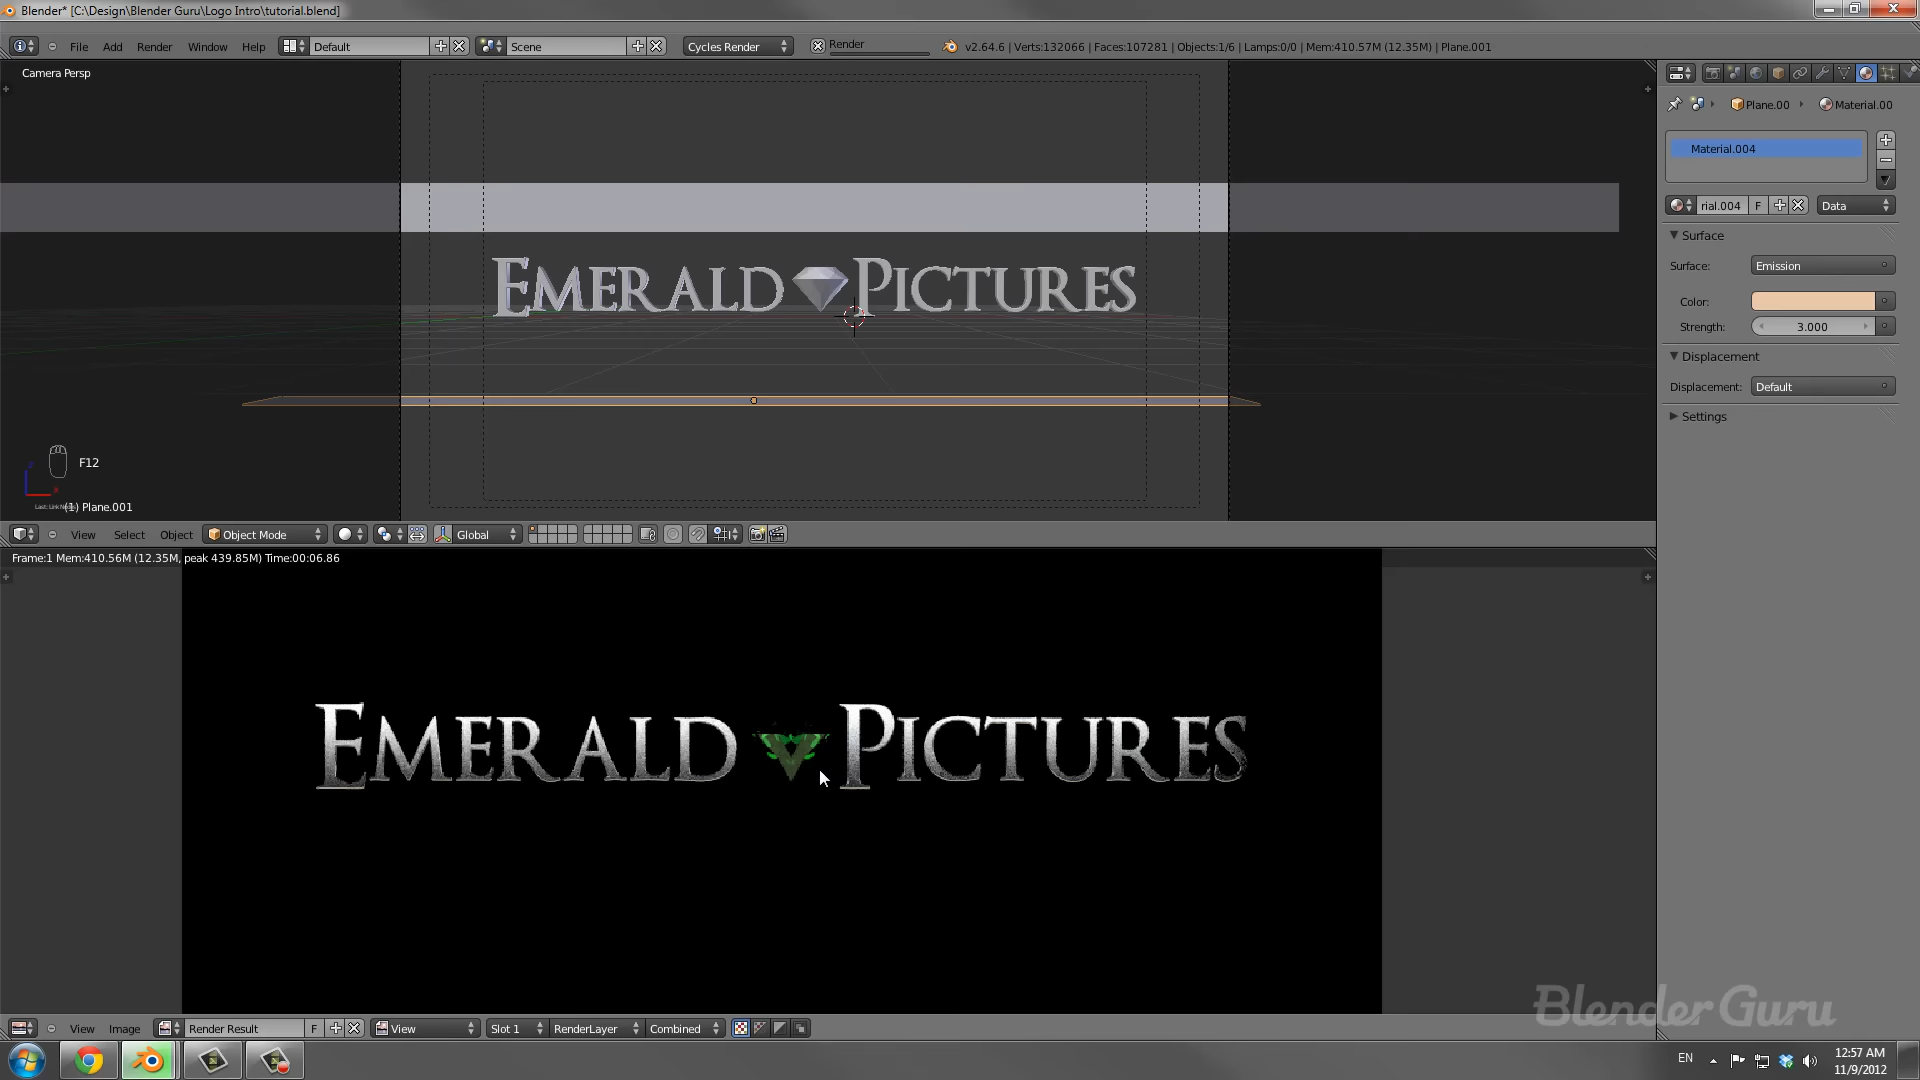 Blender* [C:\Design\Blender Guru\Logo Intro\tutorial.blend]
File Add Render Window Help Default Scene Cycles Render Render v2.64.6 | Verts:132066 | Faces:107281 | Objects:1/6 | Lamps:0/0 | Mem:410.57M (12.35M) | Plane.001
Camera Persp
EMERALD PICTURES
F12
(1) Plane.001
View Select Object Object Mode Global
Frame:1 Mem:410.56M (12.35M, peak 439.85M) Time:00:06.86
EMERALD PICTURES
View Image Render Result F View Slot 1 RenderLayer Combined
Plane.00 Material.00
Material.004
rial.004 F Data
Surface
Surface: Emission
Color:
Strength: 3.000
Displacement
Displacement: Default
Settings
BlenderGuru
EN 12:57 AM
11/9/2012